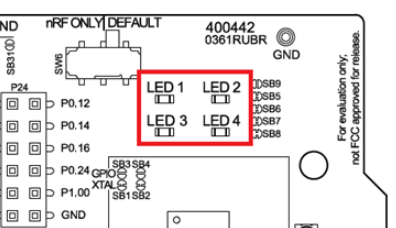 ND
nRF ONLY DEFAULT
400442
0361RUBR
GND
SB31
SW6
P24
LED 1 LED 2
LED 3 LED 4
SB9
SB5
SB6
SB7
SB8
For evaluation only;
not FCC approved for release.
P0.12
P0.14
P0.16
P0.24
P1.00
GND
SB3 SB4
GPIO
XTAL
SB1 SB2